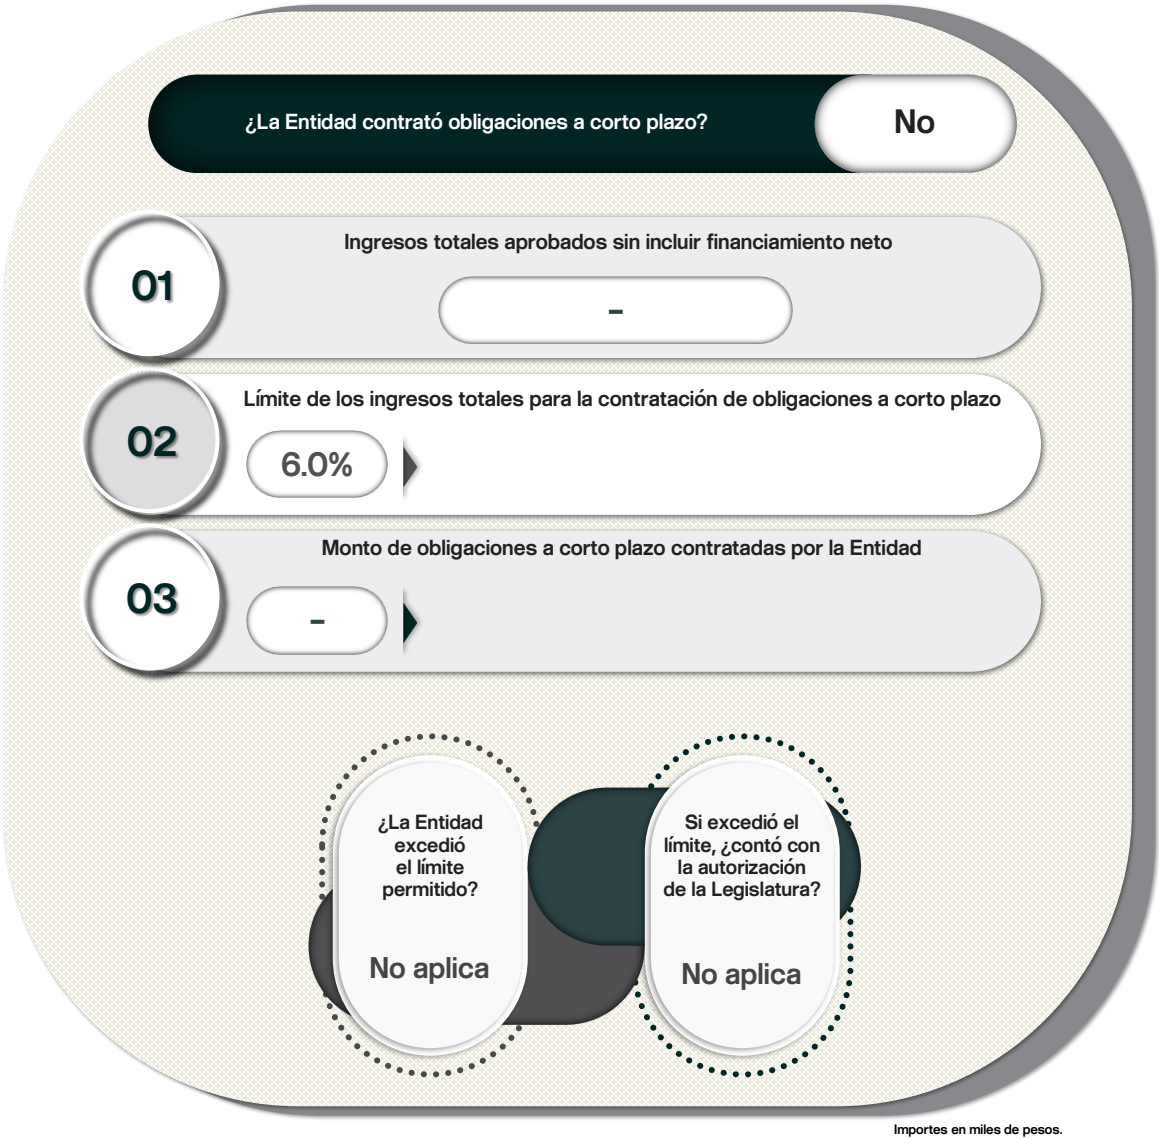 ¿La Entidad contrató obligaciones a corto plazo?
No
01
Ingresos totales aprobados sin incluir financiamiento neto
-
02
Límite de los ingresos totales para la contratación de obligaciones a corto plazo
6.0%
03
Monto de obligaciones a corto plazo contratadas por la Entidad
-
¿La Entidad
excedió
el límite
permitido?
No aplica
Si excedió el
límite, ¿contó con
la autorización
de la Legislatura?
No aplica
Importes en miles de pesos.